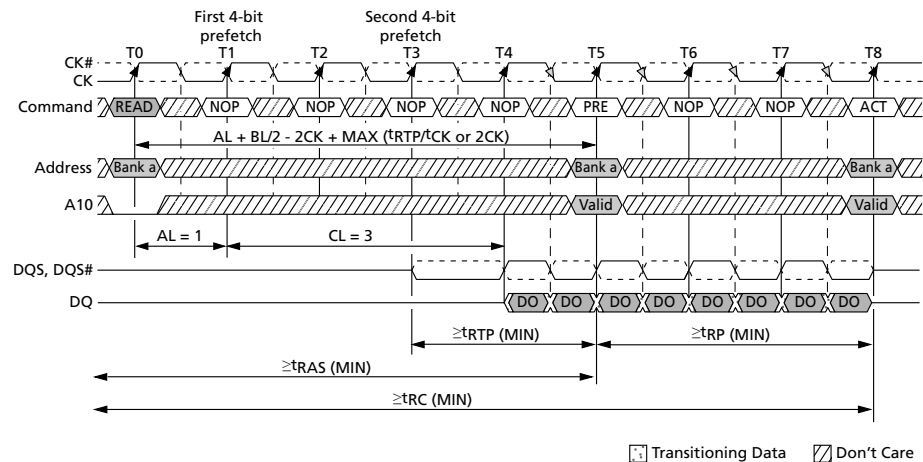 First 4-bit prefetch
Second 4-bit prefetch
T0 T1 T2 T3 T4 T5 T6 T7 T8
CK#
CK
Command READ NOP NOP NOP NOP PRE NOP NOP ACT
AL + BL/2 - 2CK + MAX (tRTP/tCK or 2CK)
Address Bank a Bank a Bank a
A10 Valid Valid
AL = 1 CL = 3
DQS, DQS#
DQ DO DO DO DO DO DO DO DO
≥tRTP (MIN) ≥tRP (MIN)
≥tRAS (MIN)
≥tRC (MIN)
Transitioning Data Don't Care